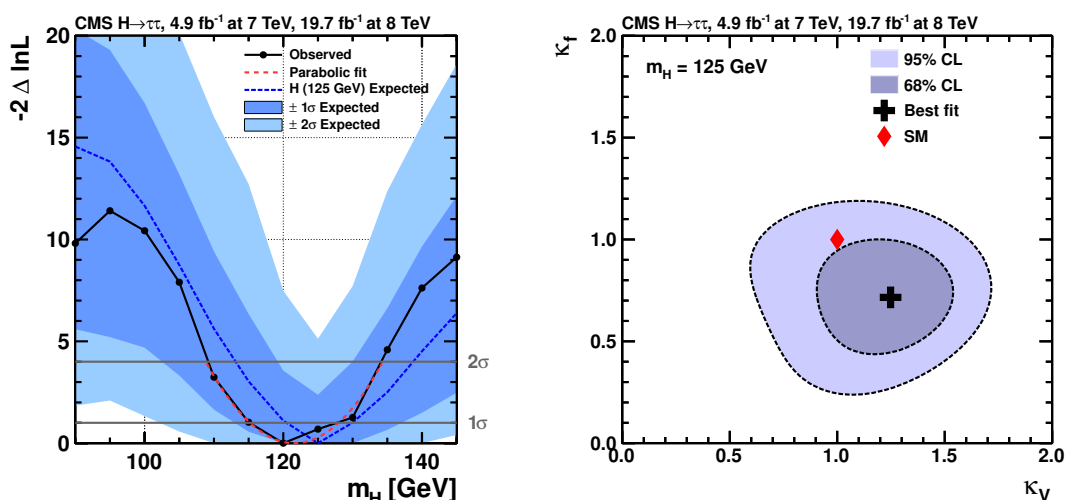 CMS H→ττ, 4.9 fb⁻¹ at 7 TeV, 19.7 fb⁻¹ at 8 TeV
-2 Δ lnL
20
15
10
5
0
Observed
Parabolic fit
H (125 GeV) Expected
± 1σ Expected
± 2σ Expected
2σ
1σ
100
120
140
m_H [GeV]
CMS H→ττ, 4.9 fb⁻¹ at 7 TeV, 19.7 fb⁻¹ at 8 TeV
κ_f
2.0
1.5
1.0
0.5
0.0
m_H = 125 GeV
95% CL
68% CL
Best fit
SM
0.0
0.5
1.0
1.5
2.0
κ_V